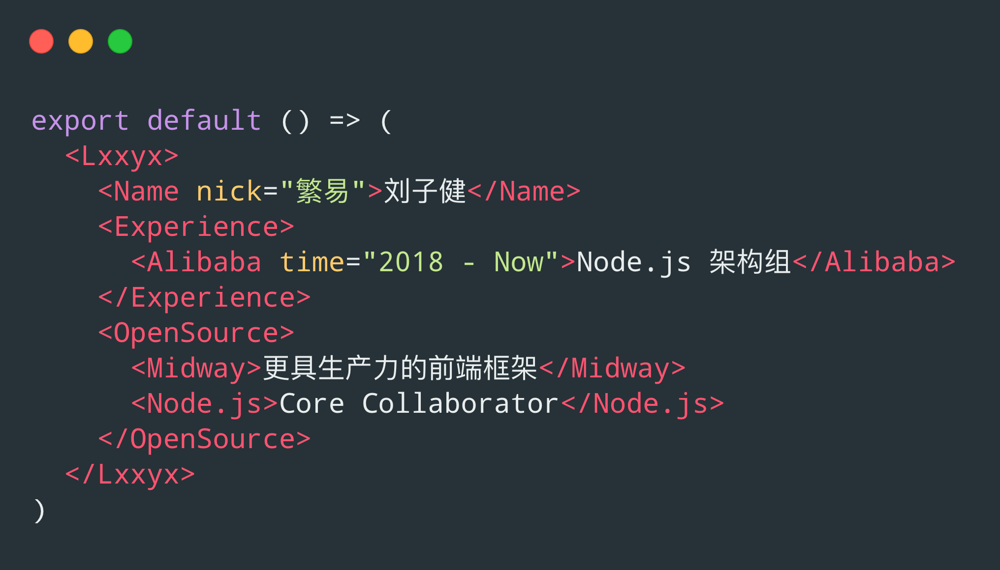 export default () => (
  <Lxxyx>
    <Name nick="繁易">刘子健</Name>
    <Experience>
      <Alibaba time="2018 - Now">Node.js 架构组</Alibaba>
    </Experience>
    <OpenSource>
      <Midway>更具生产力的前端框架</Midway>
      <Node.js>Core Collaborator</Node.js>
    </OpenSource>
  </Lxxyx>
)